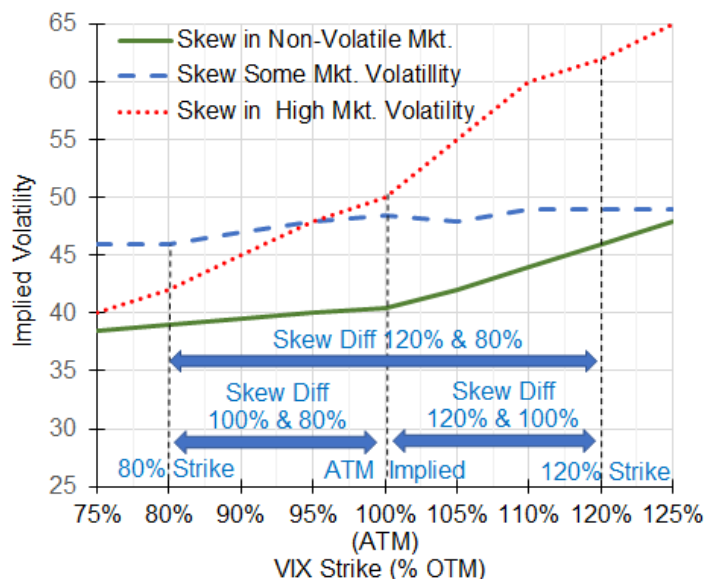 65
60
55
50
45
40
35
30
25
Implied Volatility
Skew in Non-Volatile Mkt.
Skew Some Mkt. Volatillity
Skew in High Mkt. Volatility
Skew Diff 120% & 80%
Skew Diff
100% & 80%
Skew Diff
120% & 100%
80% Strike
ATM Implied
120% Strike
75% 80% 90% 95% 100% 105% 110% 120% 125%
(ATM)
VIX Strike (% OTM)